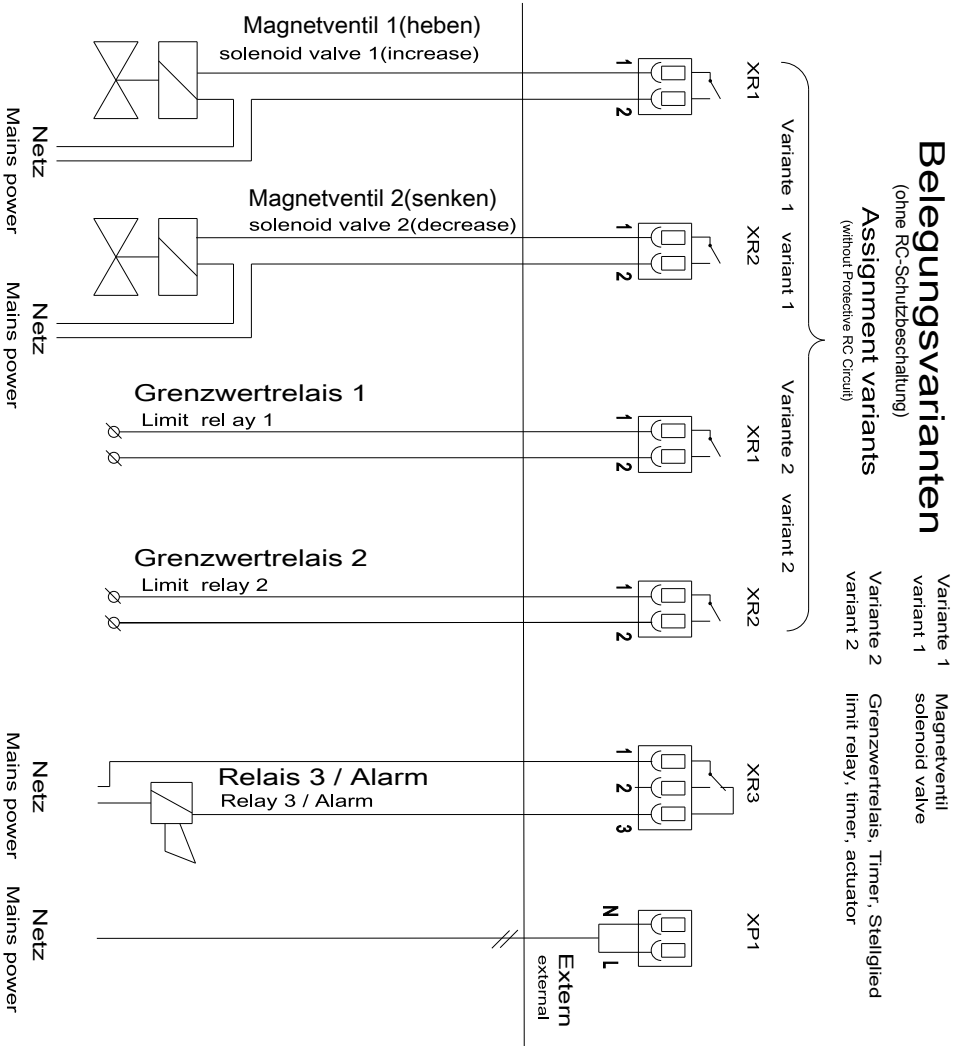 Belegungsvarianten
(ohne RC-Schutzbeschaltung)
Assignment variants
(without Protective RC Circuit)
Variante 1 Magnetventil
variant 1 solenoid valve
Variante 2 Grenzwertrelais, Timer, Stellglied
variant 2 limit relay, timer, actuator
Variante 1 variant 1
Variante 2 variant 2
XR1
1
2
Magnetventil 1(heben)
solenoid valve 1(increase)
Netz
Mains power
XR2
1
2
Magnetventil 2(senken)
solenoid valve 2(decrease)
Netz
Mains power
XR1
1
2
Grenzwertrelais 1
Limit rel ay 1
XR2
1
2
Grenzwertrelais 2
Limit relay 2
XR3
1
2
3
Relais 3 / Alarm
Relay 3 / Alarm
Netz
Mains power
XP1
N
L
Extern
external
Netz
Mains power